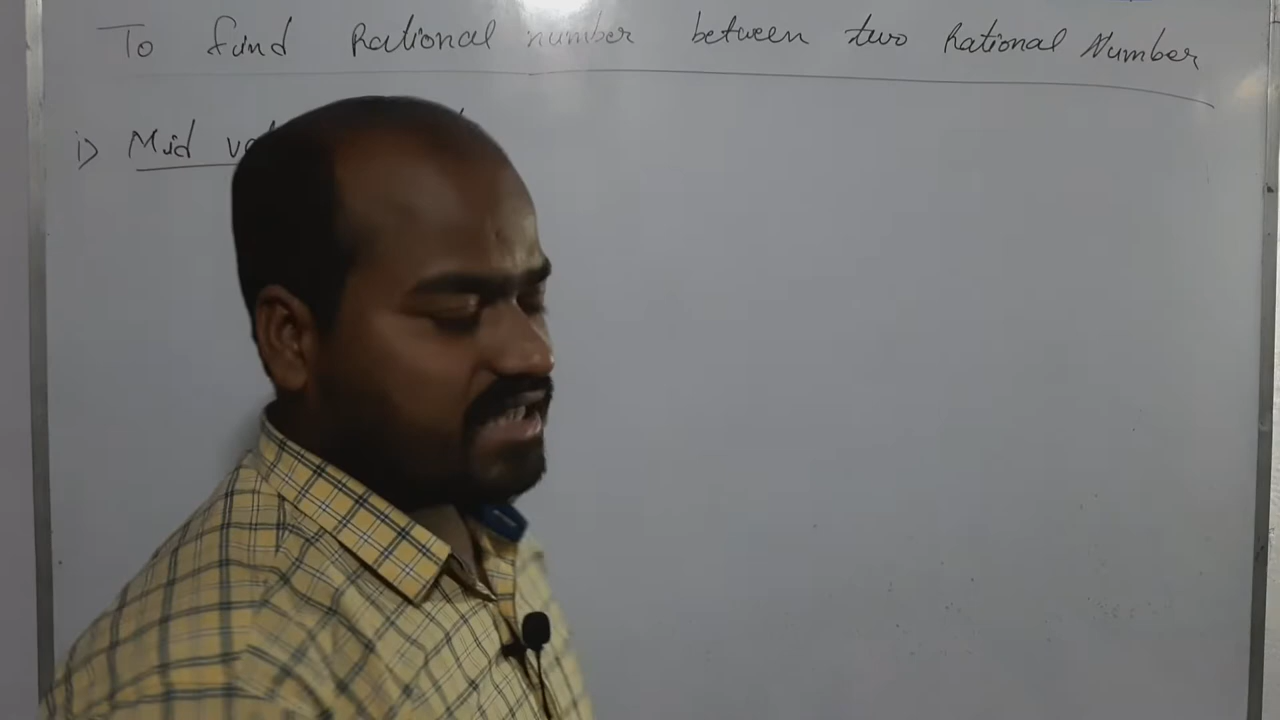 To find Rational number between two Rational Number
i) Mid